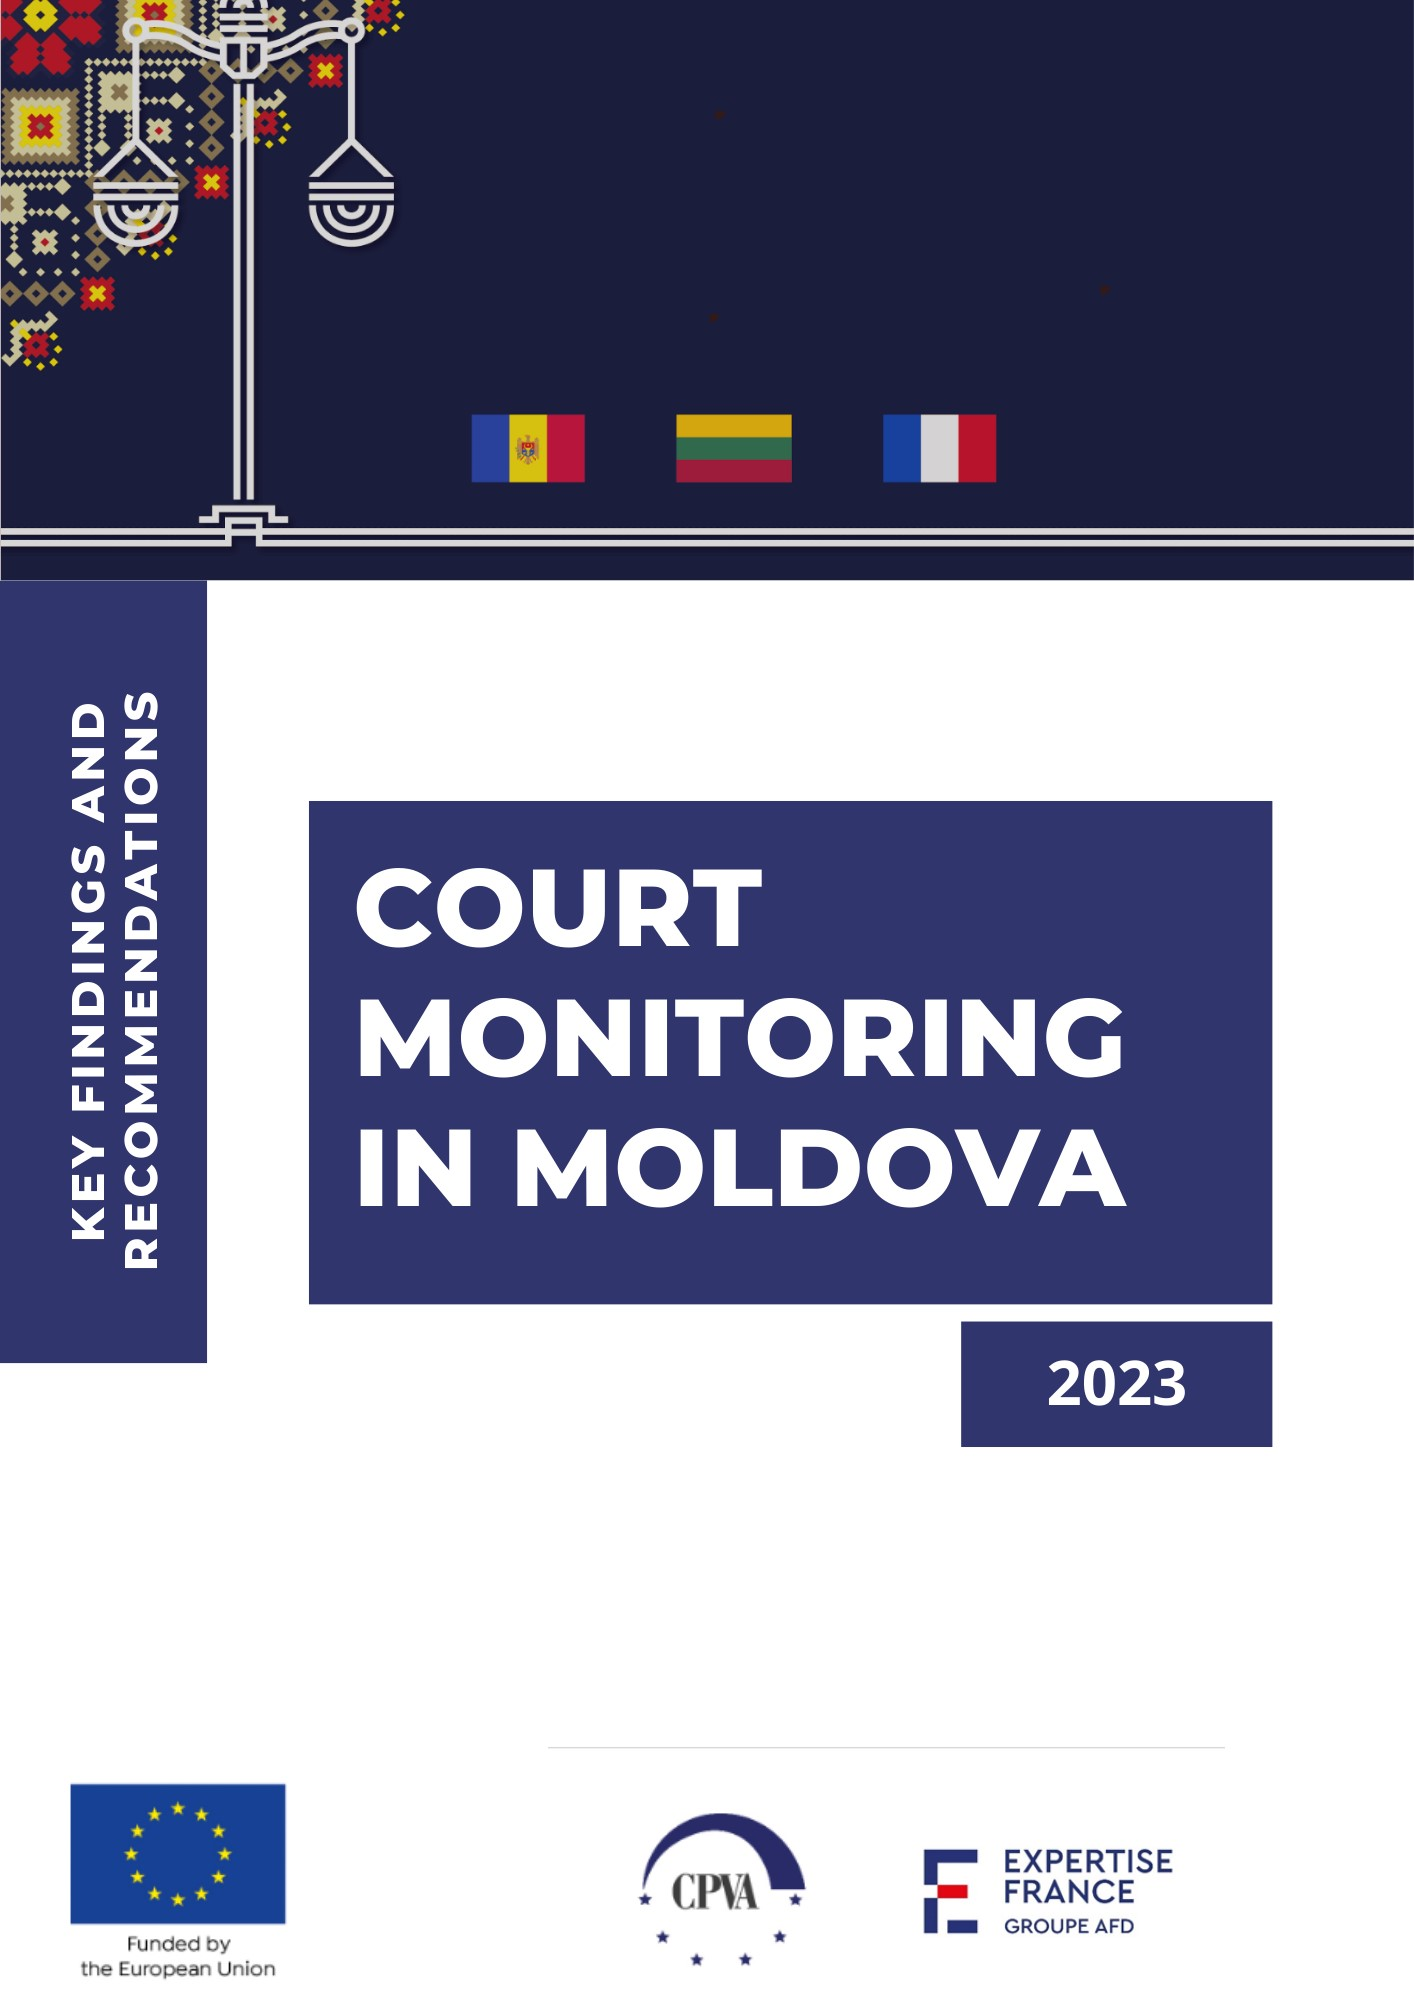 KEY FINDINGS AND
RECOMMENDATIONS
COURT
MONITORING
IN MOLDOVA
2023
Funded by
the European Union
CPVA
EXPERTISE
FRANCE
GROUPE AFD